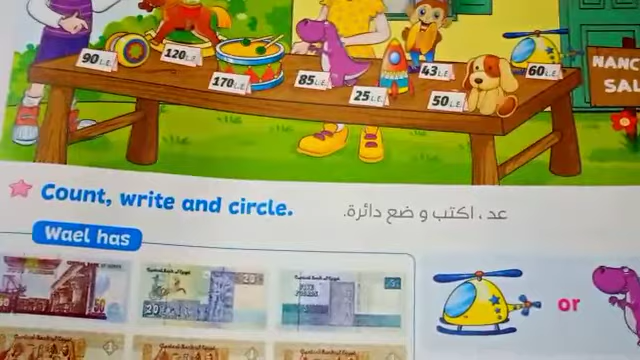 90 L.E.
120 L.E.
170 L.E.
85 L.E.
25 L.E.
43 L.E.
50 L.E.
60 L.E.
NANC
SAL
Count, write and circle.
عد ، اكتب و ضع دائرة.
Wael has
50
20
20
or